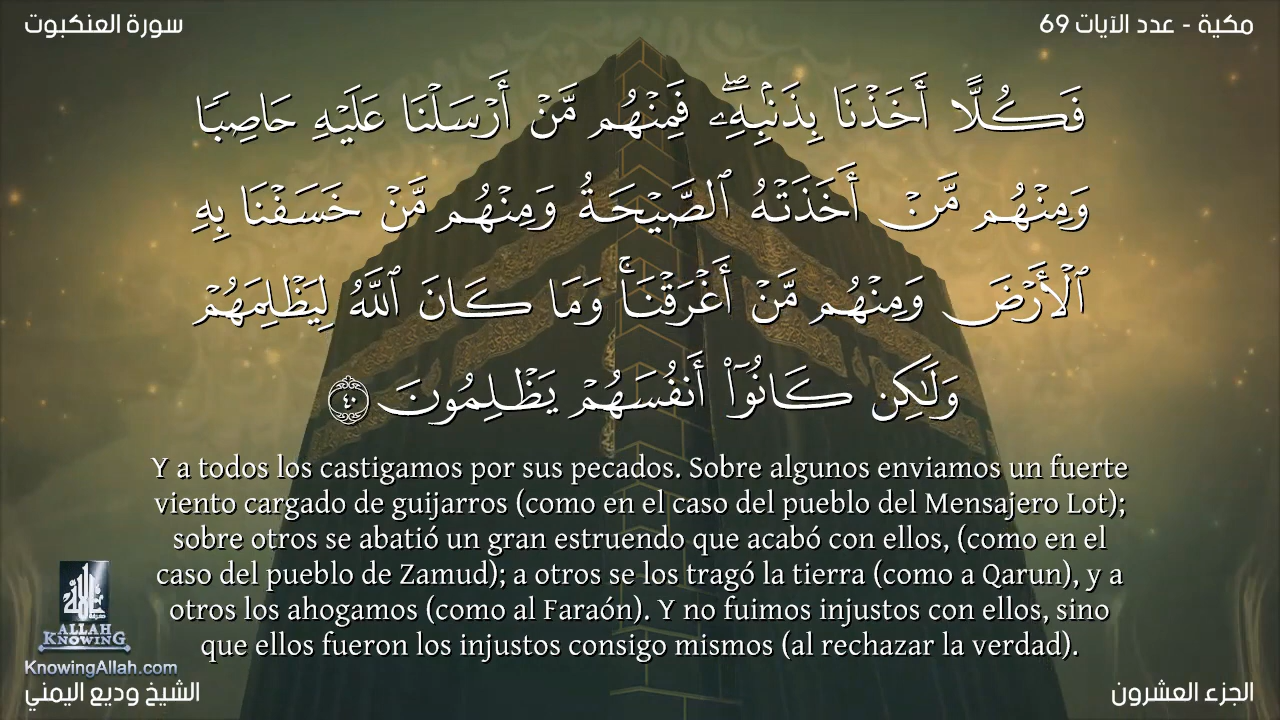 سورة العنكبوت
مكية - عدد الآيات 69
فَكُلًّا أَخَذْنَا بِذَنۢبِهِۦۖ فَمِنْهُم مَّنْ أَرْسَلْنَا عَلَيْهِ حَاصِبًا
وَمِنْهُم مَّنْ أَخَذَتْهُ ٱلصَّيْحَةُ وَمِنْهُم مَّنْ خَسَفْنَا بِهِ
ٱلْأَرْضَ وَمِنْهُم مَّنْ أَغْرَقْنَاۚ وَمَا كَانَ ٱللَّهُ لِيَظْلِمَهُمْ
وَلَٰكِن كَانُوٓا۟ أَنفُسَهُمْ يَظْلِمُونَ ٤٠
Y a todos los castigamos por sus pecados. Sobre algunos enviamos un fuerte
viento cargado de guijarros (como en el caso del pueblo del Mensajero Lot);
sobre otros se abatió un gran estruendo que acabó con ellos, (como en el
caso del pueblo de Zamud); a otros se los tragó la tierra (como a Qarun), y a
otros los ahogamos (como al Faraón). Y no fuimos injustos con ellos, sino
que ellos fueron los injustos consigo mismos (al rechazar la verdad).
ALLAH
KNOWING
KnowingAllah.com
الشيخ وديع اليمني
الجزء العشرون